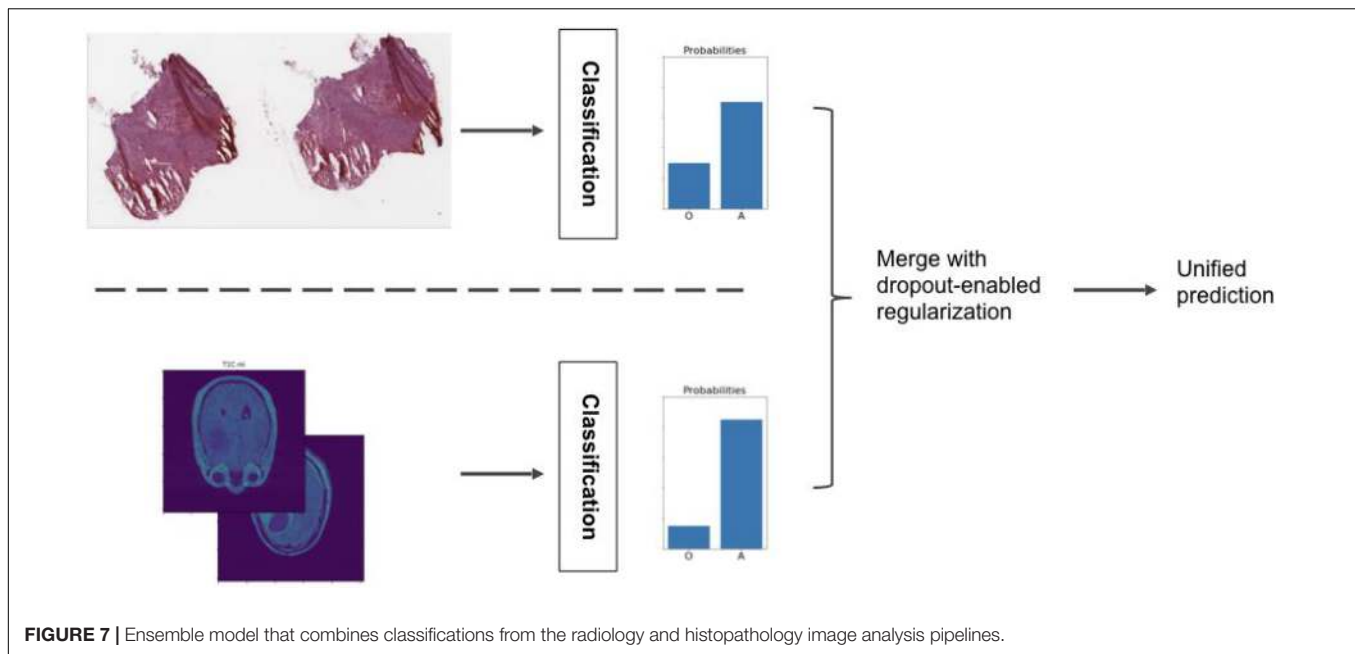 Classification
Probabilities
O A
Merge with
dropout-enabled
regularization
Unified
prediction
Classification
Probabilities
O A
FIGURE 7 | Ensemble model that combines classifications from the radiology and histopathology image analysis pipelines.